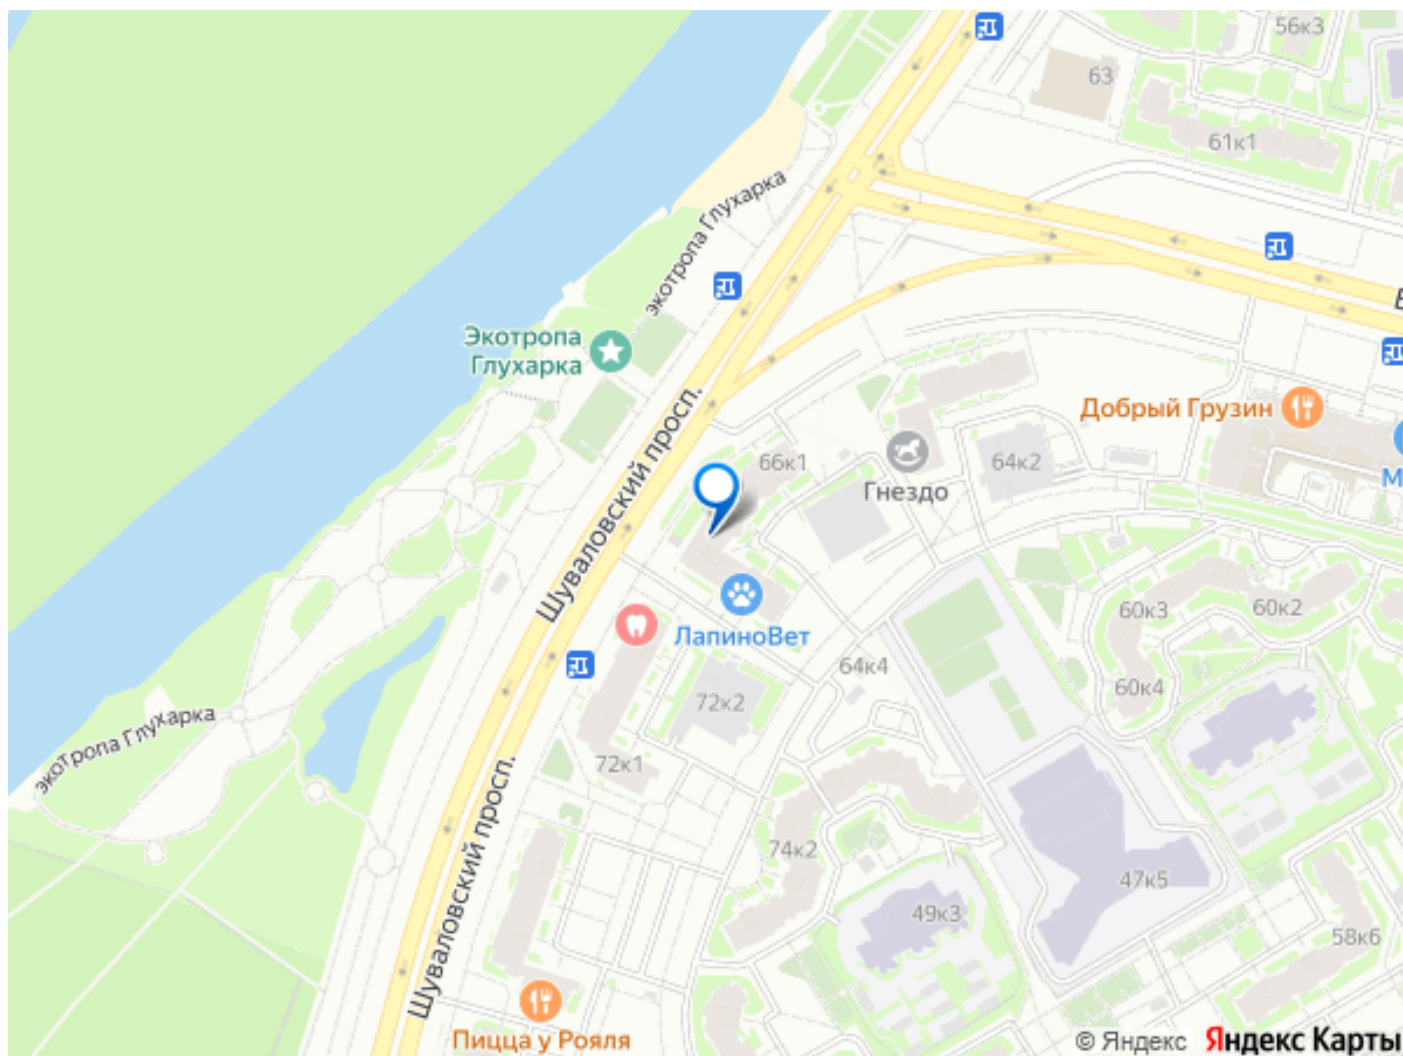 56к3
63
61к1
экотропа Глухарка
Экотропа
Глухарка
Шуваловский просп.
Добрый Грузин
66к1
64к2
Гнездо
М
ЛапиноВет
60к3
60к2
64к4
60к4
72к2
экотропа Глухарка
72к1
Шуваловский просп.
74к2
47к5
49к3
58к6
Пицца у Рояля
© Яндекс Яндекс Карты